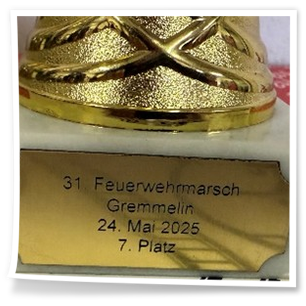 31. Feuerwehrmarsch
Gremmelin
24. Mai 2025
7. Platz